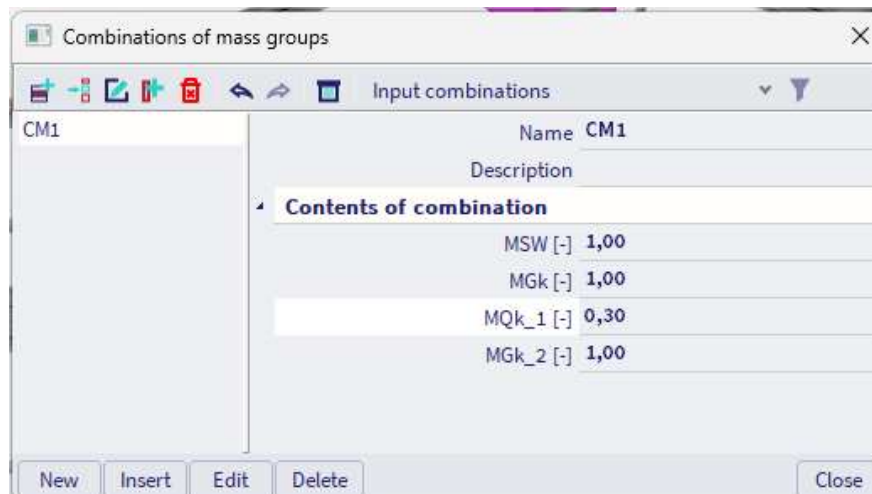 Combinations of mass groups
Input combinations
CM1
Name CM1
Description
Contents of combination
MSW [-] 1,00
MGk [-] 1,00
MQk_1 [-] 0,30
MGk_2 [-] 1,00
New Insert Edit Delete Close